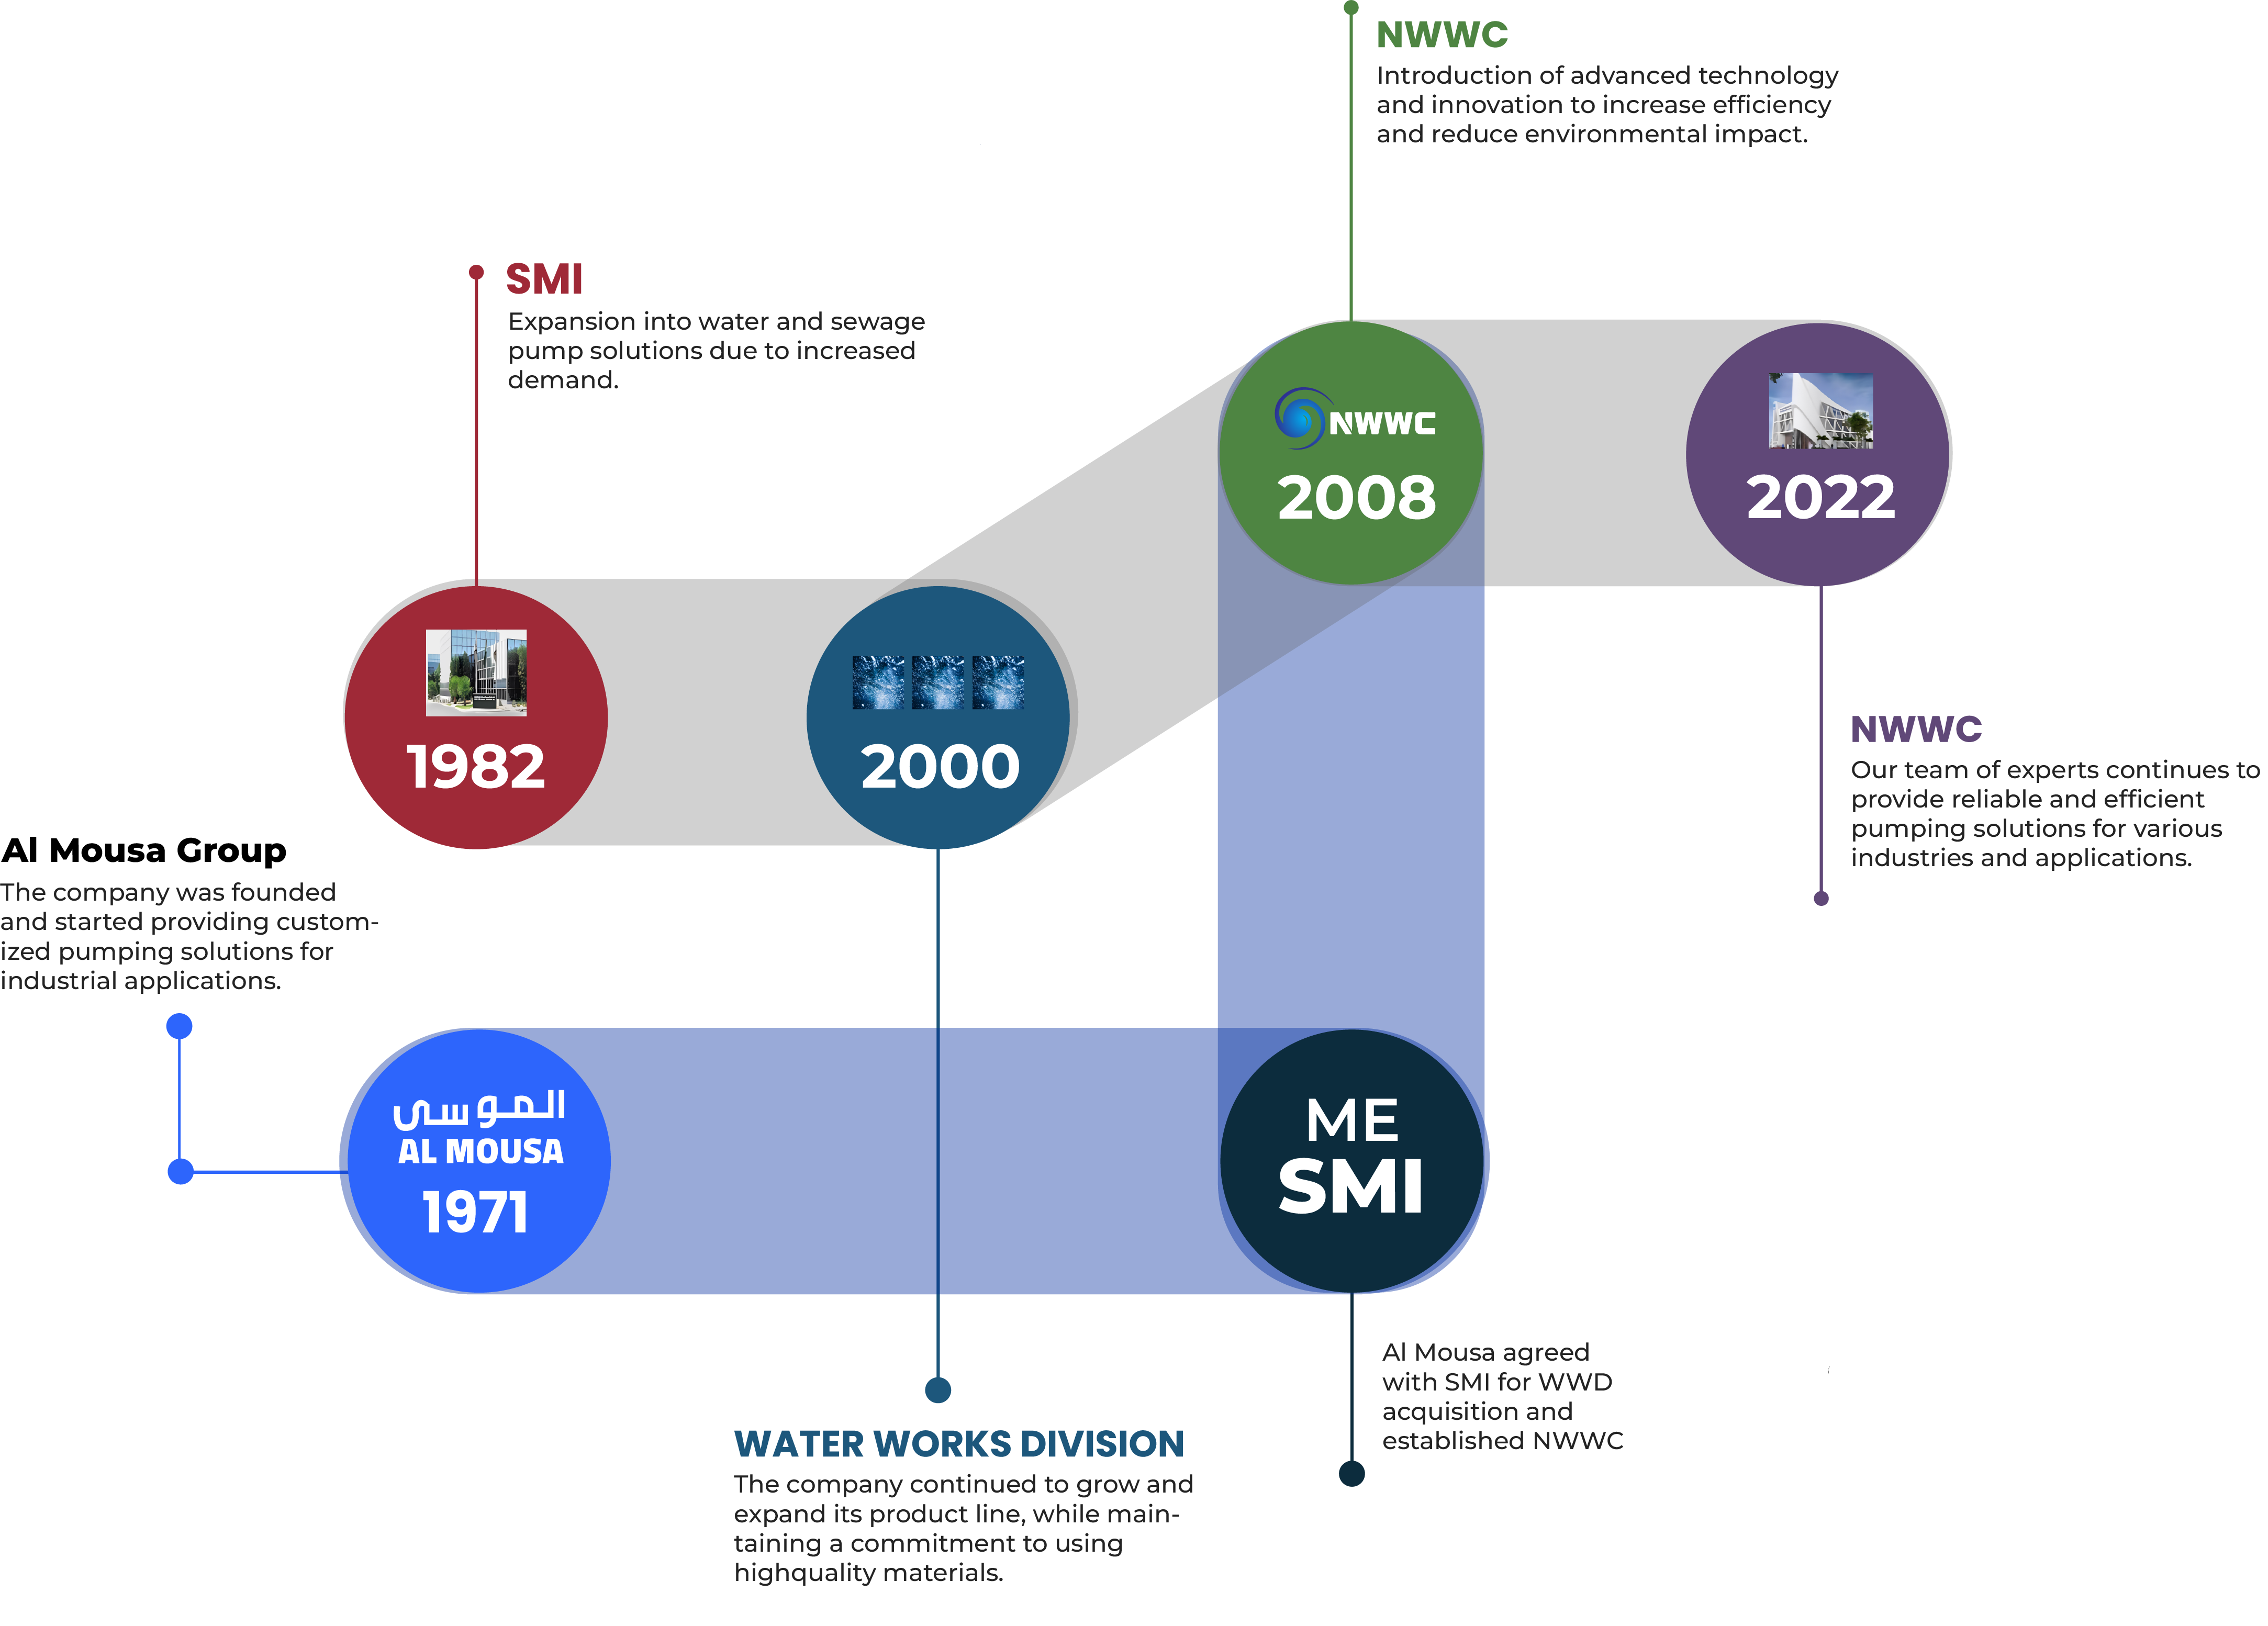 NWWC
Introduction of advanced technology
and innovation to increase efficiency
and reduce environmental impact.
SMI
Expansion into water and sewage
pump solutions due to increased
demand.
NWWC
2008
2022
1982
2000
NWWC
Our team of experts continues to
provide reliable and efficient
pumping solutions for various
industries and applications.
Al Mousa Group
The company was founded
and started providing custom-
ized pumping solutions for
industrial applications.
الموسى
AL MOUSA
1971
ME
SMI
Al Mousa agreed
with SMI for WWD
acquisition and
established NWWC
WATER WORKS DIVISION
The company continued to grow and
expand its product line, while main-
taining a commitment to using
highquality materials.